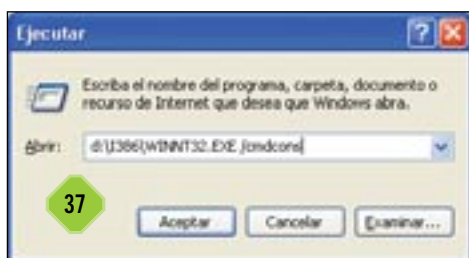 Ejecutar
Escriba el nombre del programa, carpeta, documento o
recurso de Internet que desea que Windows abra.
Abrir: d:\I386\WINNT32.EXE /cmdcons
37
Aceptar Cancelar Examinar...